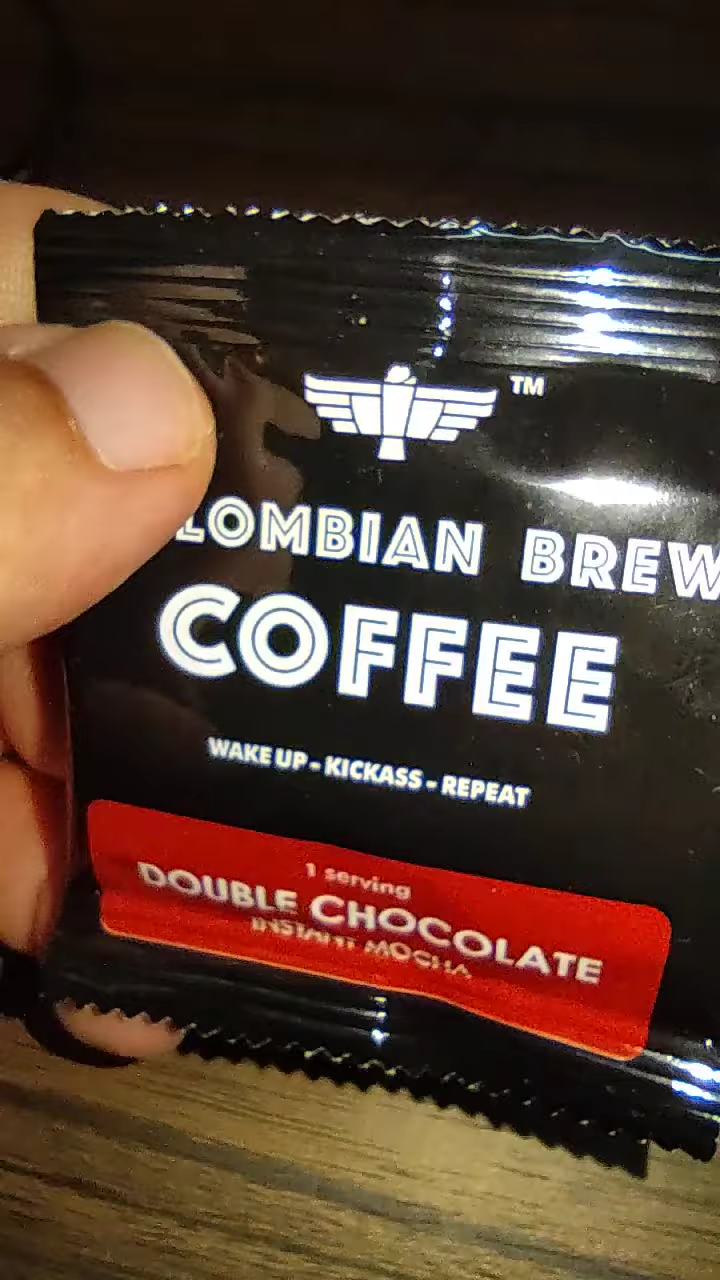 TM
LOMBIAN BREW
COFFEE
WAKE UP - KICKASS - REPEAT
1 serving
DOUBLE CHOCOLATE
INSTANT MOCHA